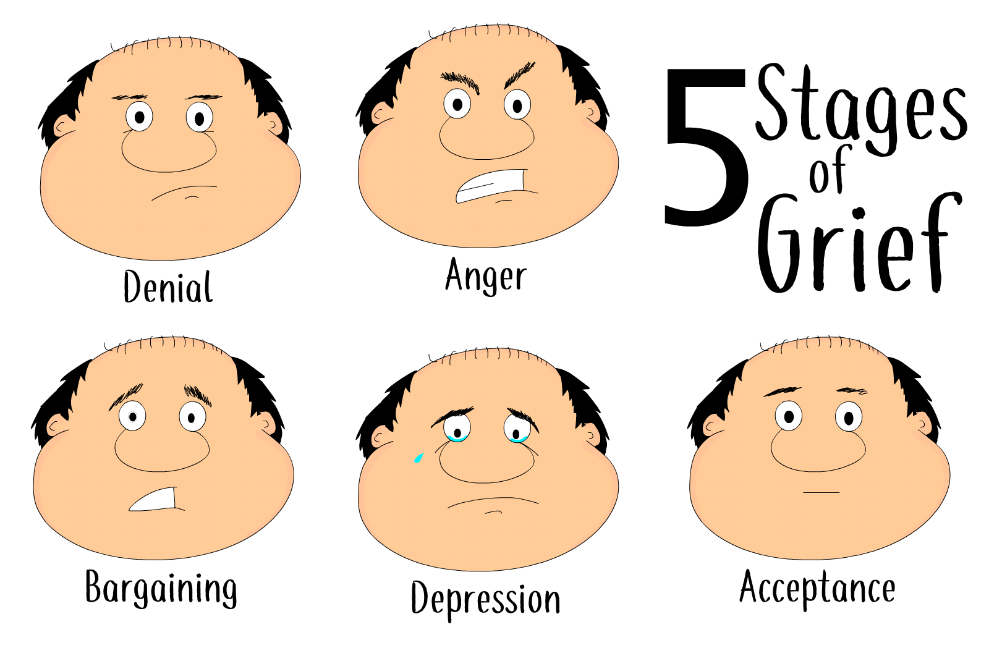 5 Stages
of
Grief
Denial
Anger
Bargaining
Depression
Acceptance